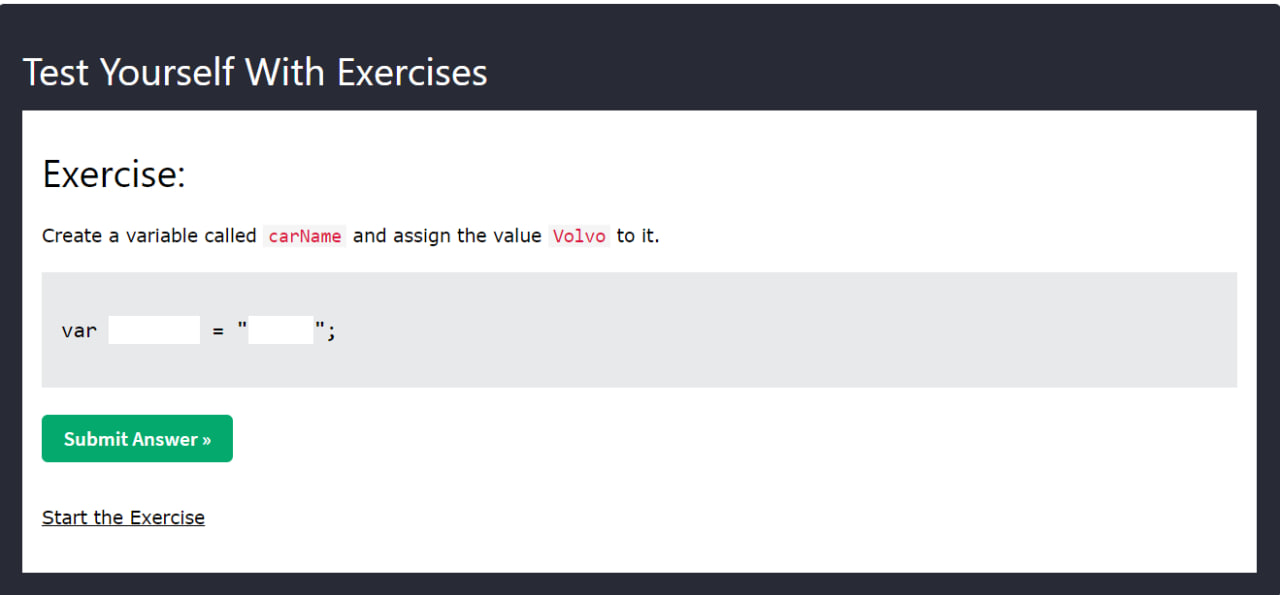 Test Yourself With Exercises
Exercise:
Create a variable called carName and assign the value Volvo to it.
var = "";
Submit Answer »
Start the Exercise